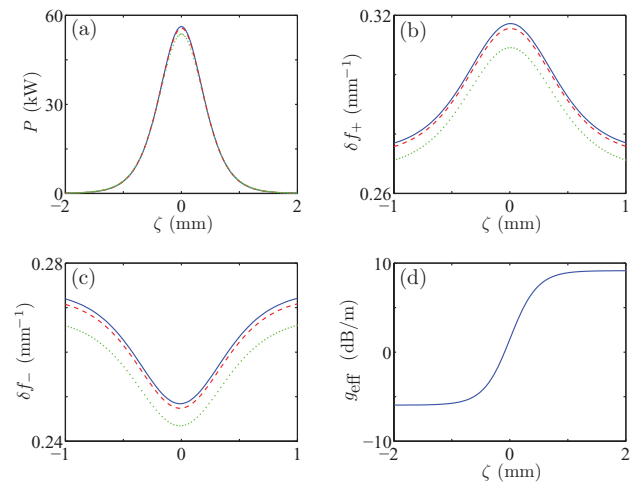 60
(a)
30
0
P (kW)
−2
0
2
ζ (mm)
0.32
(b)
0.26
δf₊ (mm⁻¹)
−1
0
1
ζ (mm)
0.28
(c)
0.24
δf₋ (mm⁻¹)
−1
0
1
ζ (mm)
10
(d)
0
−10
g_eff (dB/m)
−2
0
2
ζ (mm)